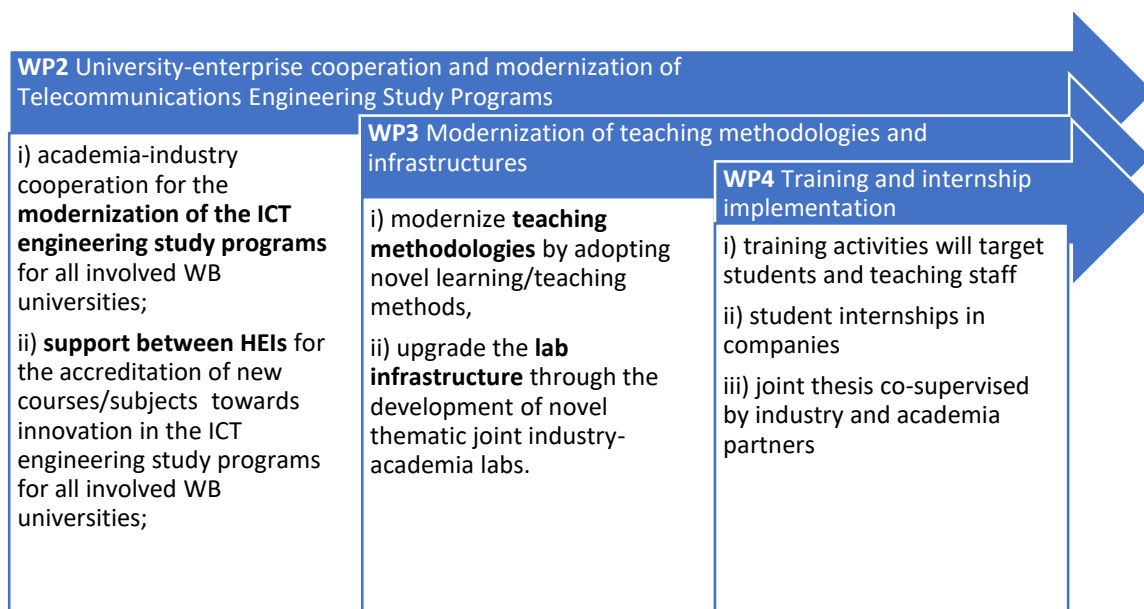 WP2 University-enterprise cooperation and modernization of
Telecommunications Engineering Study Programs
i) academia-industry
cooperation for the
modernization of the ICT
engineering study programs
for all involved WB
universities;
ii) support between HEIs for
the accreditation of new
courses/subjects  towards
innovation in the ICT
engineering study programs
for all involved WB
universities;
WP3 Modernization of teaching methodologies and
infrastructures
i) modernize teaching
methodologies by adopting
novel learning/teaching
methods,
ii) upgrade the lab
infrastructure through the
development of novel
thematic joint industry-
academia labs.
WP4 Training and internship
implementation
i) training activities will target
students and teaching staff
ii) student internships in
companies
iii) joint thesis co-supervised
by industry and academia
partners